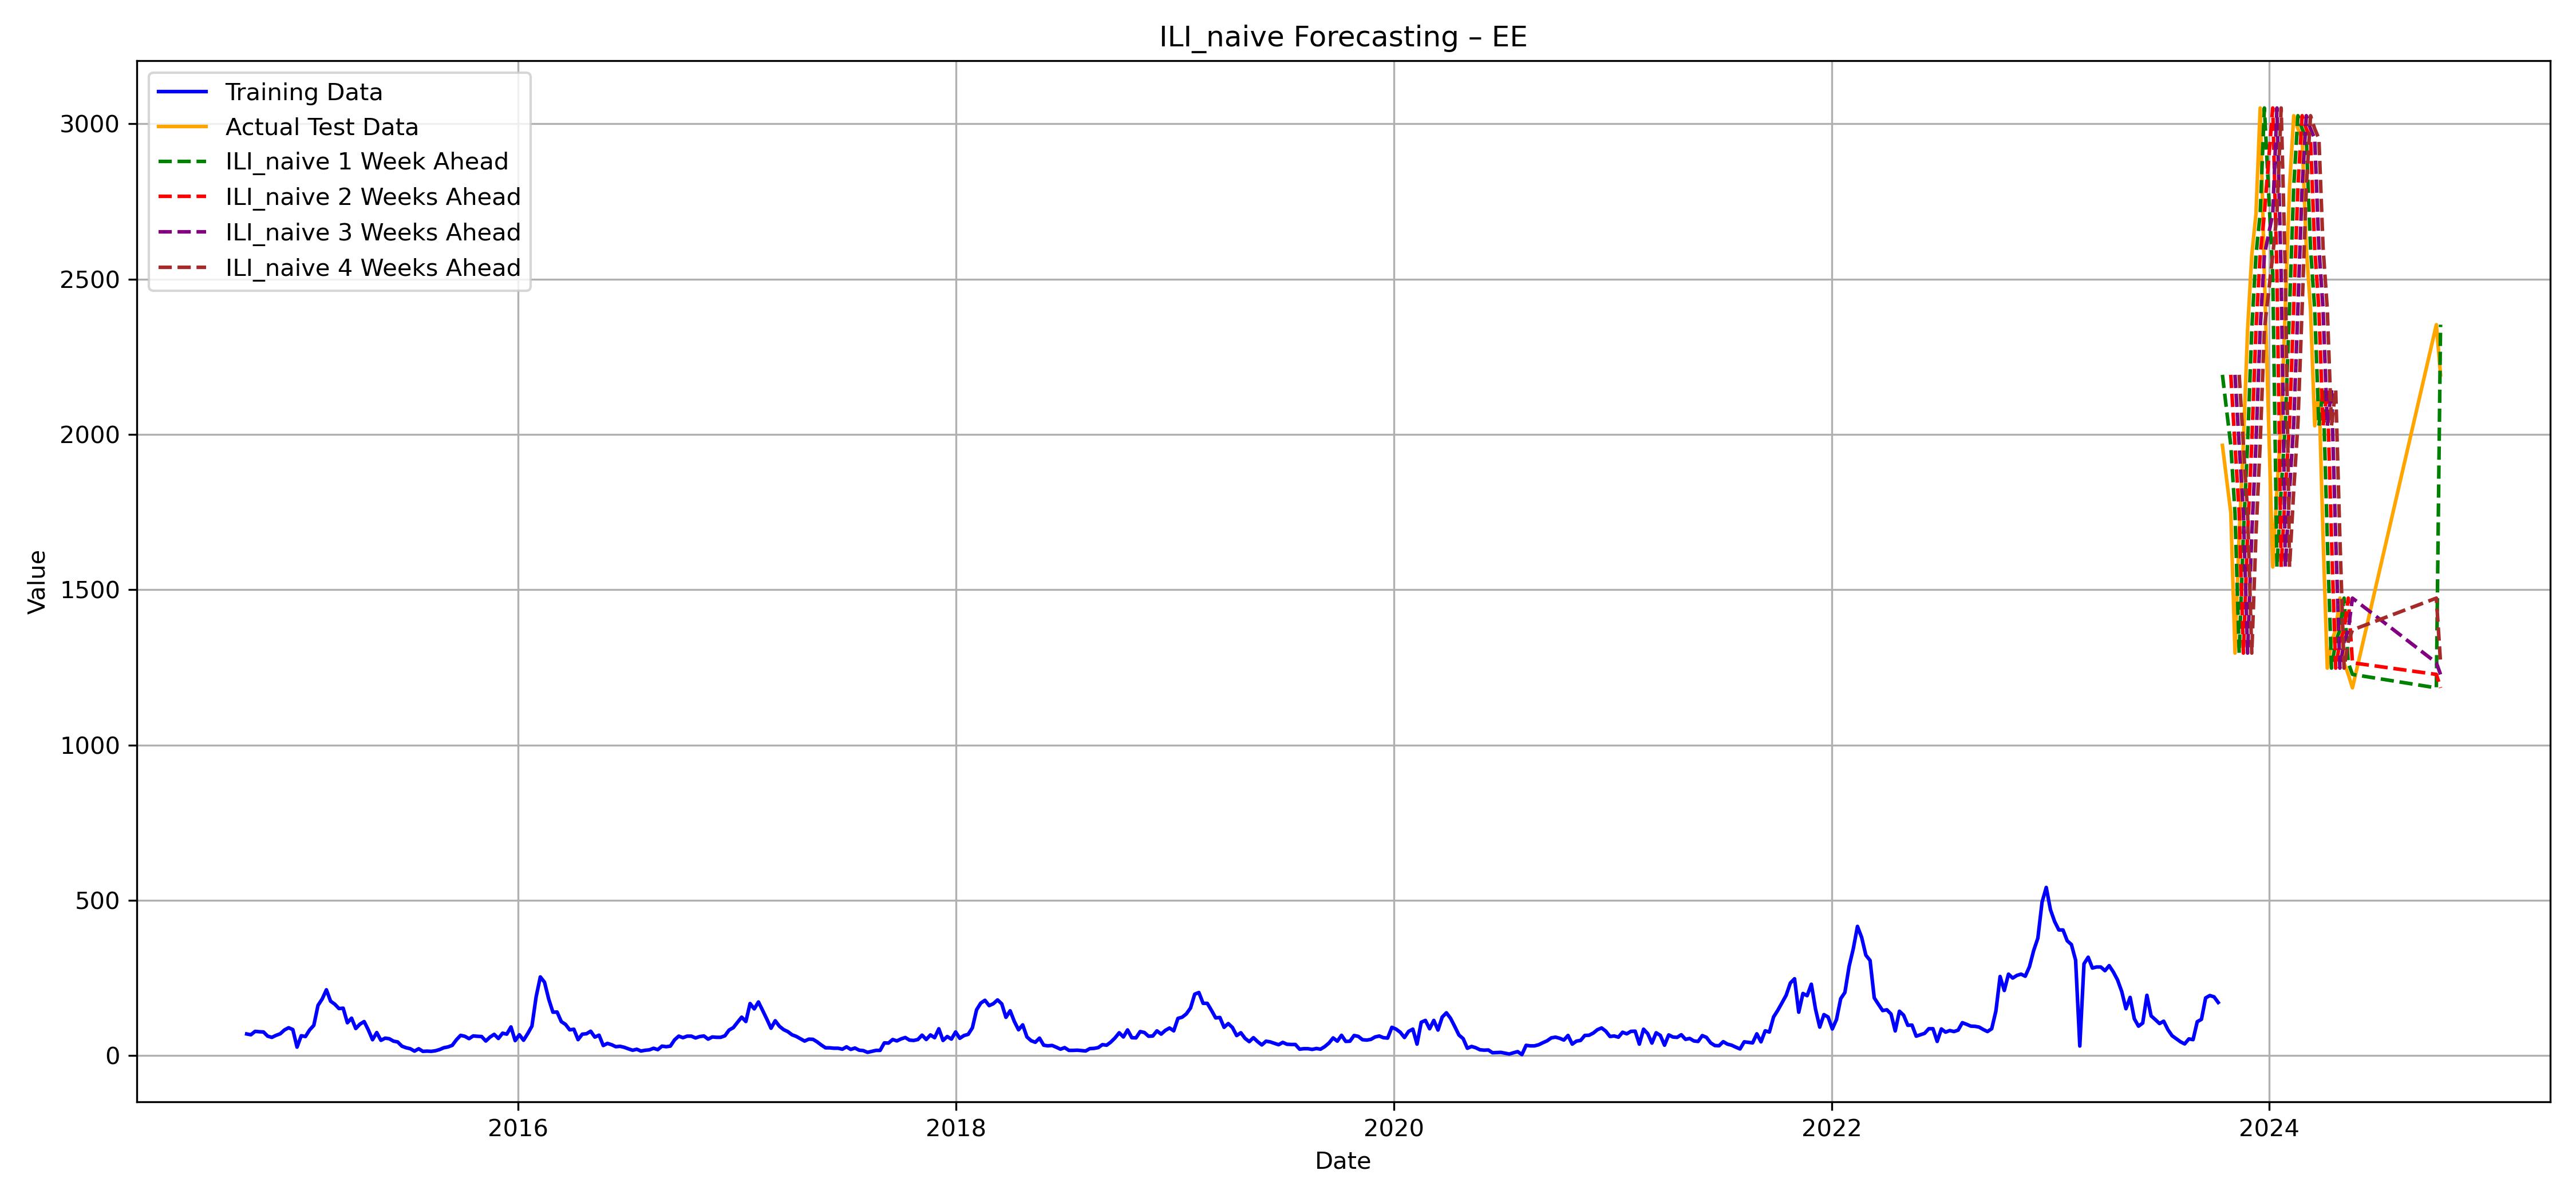 ILI_naive Forecasting – EE
Training Data
Actual Test Data
ILI_naive 1 Week Ahead
ILI_naive 2 Weeks Ahead
ILI_naive 3 Weeks Ahead
ILI_naive 4 Weeks Ahead
Value
3000
2500
2000
1500
1000
500
0
2016
2018
2020
2022
2024
Date